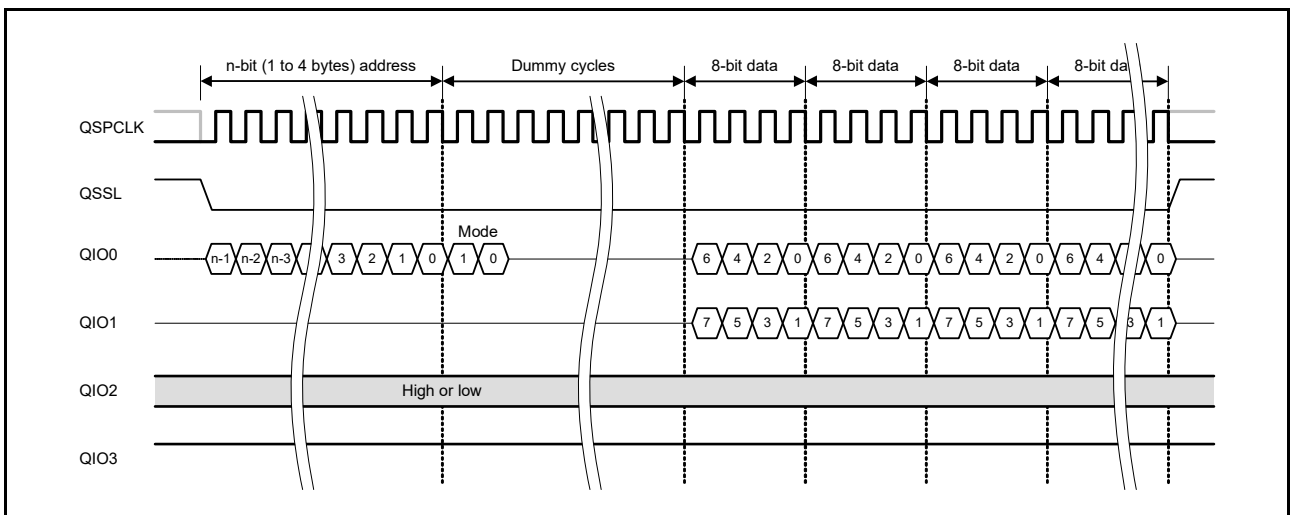 n-bit (1 to 4 bytes) address Dummy cycles 8-bit data 8-bit data 8-bit data 8-bit da
QSPCLK
QSSL
Mode
QIO0 n-1 n-2 n-3 3 2 1 0 1 0 6 4 2 0 6 4 2 0 6 4 2 0 6 4 0
QIO1 7 5 3 1 7 5 3 1 7 5 3 1 7 5 3 1
QIO2 High or low
QIO3